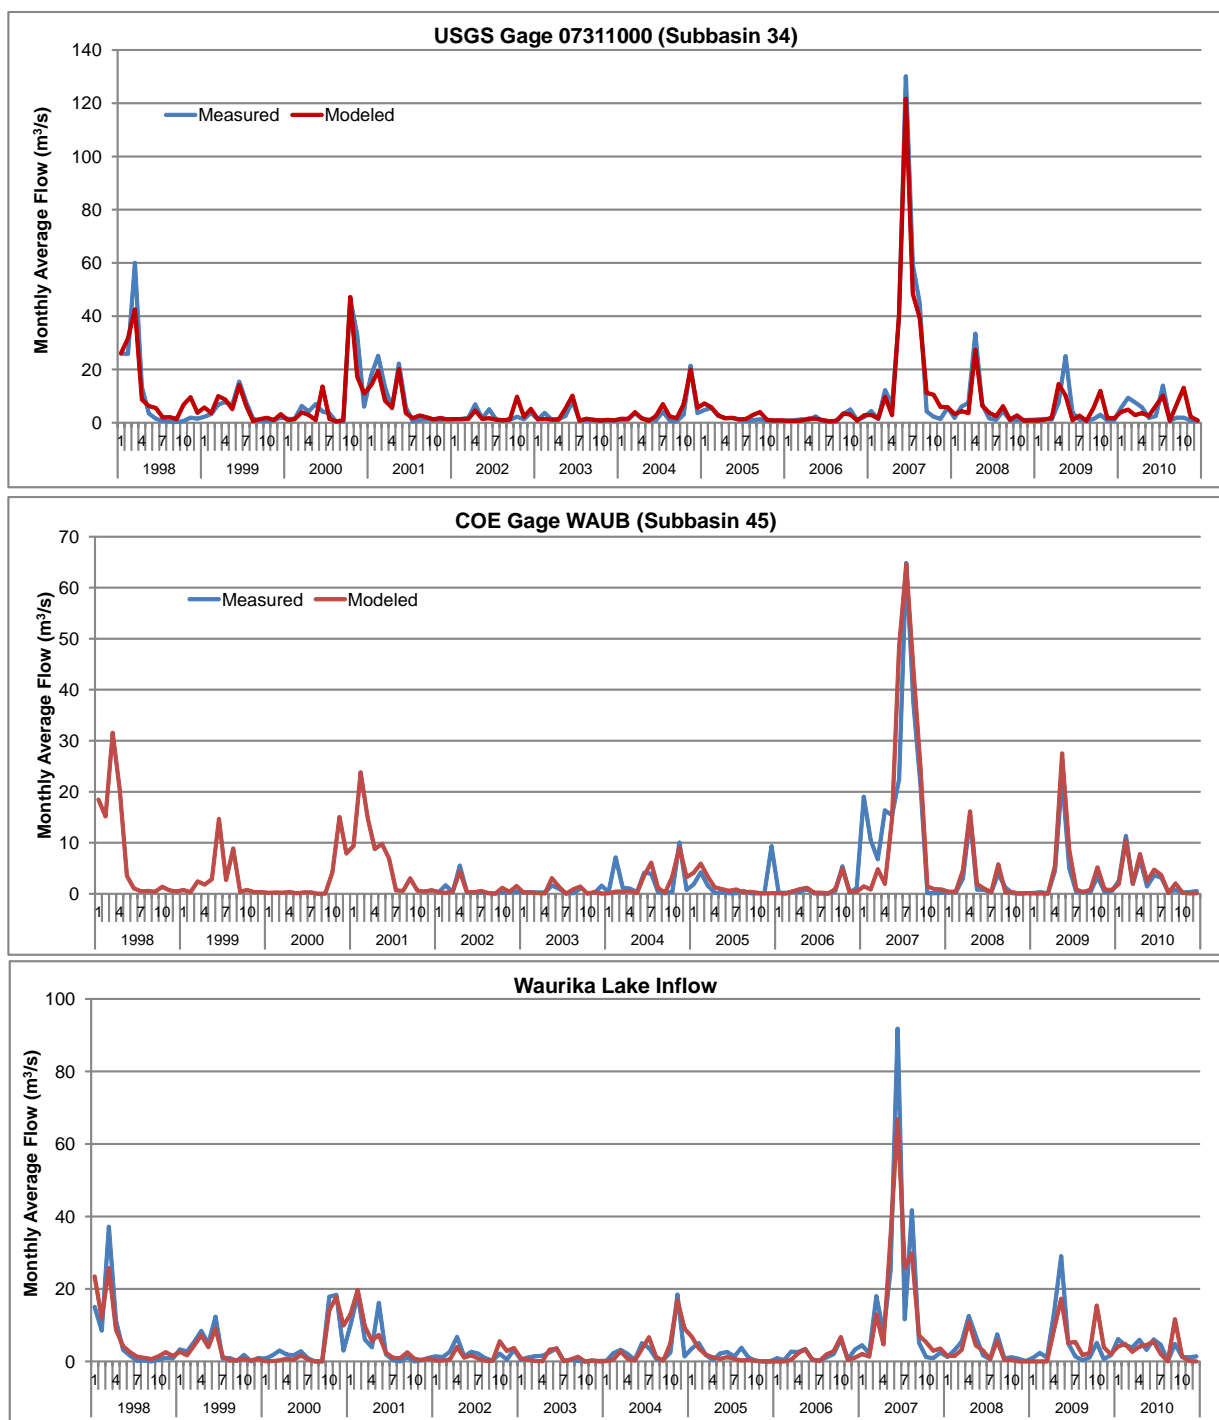 USGS Gage 07311000 (Subbasin 34)
Monthly Average Flow (m³/s)
140
120
100
80
60
40
20
0
Measured Modeled
1 4 7 10 1 4 7 10 1 4 7 10 1 4 7 10 1 4 7 10 1 4 7 10 1 4 7 10 1 4 7 10 1 4 7 10 1 4 7 10 1 4 7 10 1 4 7 10 1 4 7 10
1998 1999 2000 2001 2002 2003 2004 2005 2006 2007 2008 2009 2010
COE Gage WAUB (Subbasin 45)
Monthly Average Flow (m³/s)
70
60
50
40
30
20
10
0
Measured Modeled
1 4 7 10 1 4 7 10 1 4 7 10 1 4 7 10 1 4 7 10 1 4 7 10 1 4 7 10 1 4 7 10 1 4 7 10 1 4 7 10 1 4 7 10 1 4 7 10 1 4 7 10
1998 1999 2000 2001 2002 2003 2004 2005 2006 2007 2008 2009 2010
Waurika Lake Inflow
Monthly Average Flow (m³/s)
100
80
60
40
20
0
1 4 7 10 1 4 7 10 1 4 7 10 1 4 7 10 1 4 7 10 1 4 7 10 1 4 7 10 1 4 7 10 1 4 7 10 1 4 7 10 1 4 7 10 1 4 7 10 1 4 7 10
1998 1999 2000 2001 2002 2003 2004 2005 2006 2007 2008 2009 2010